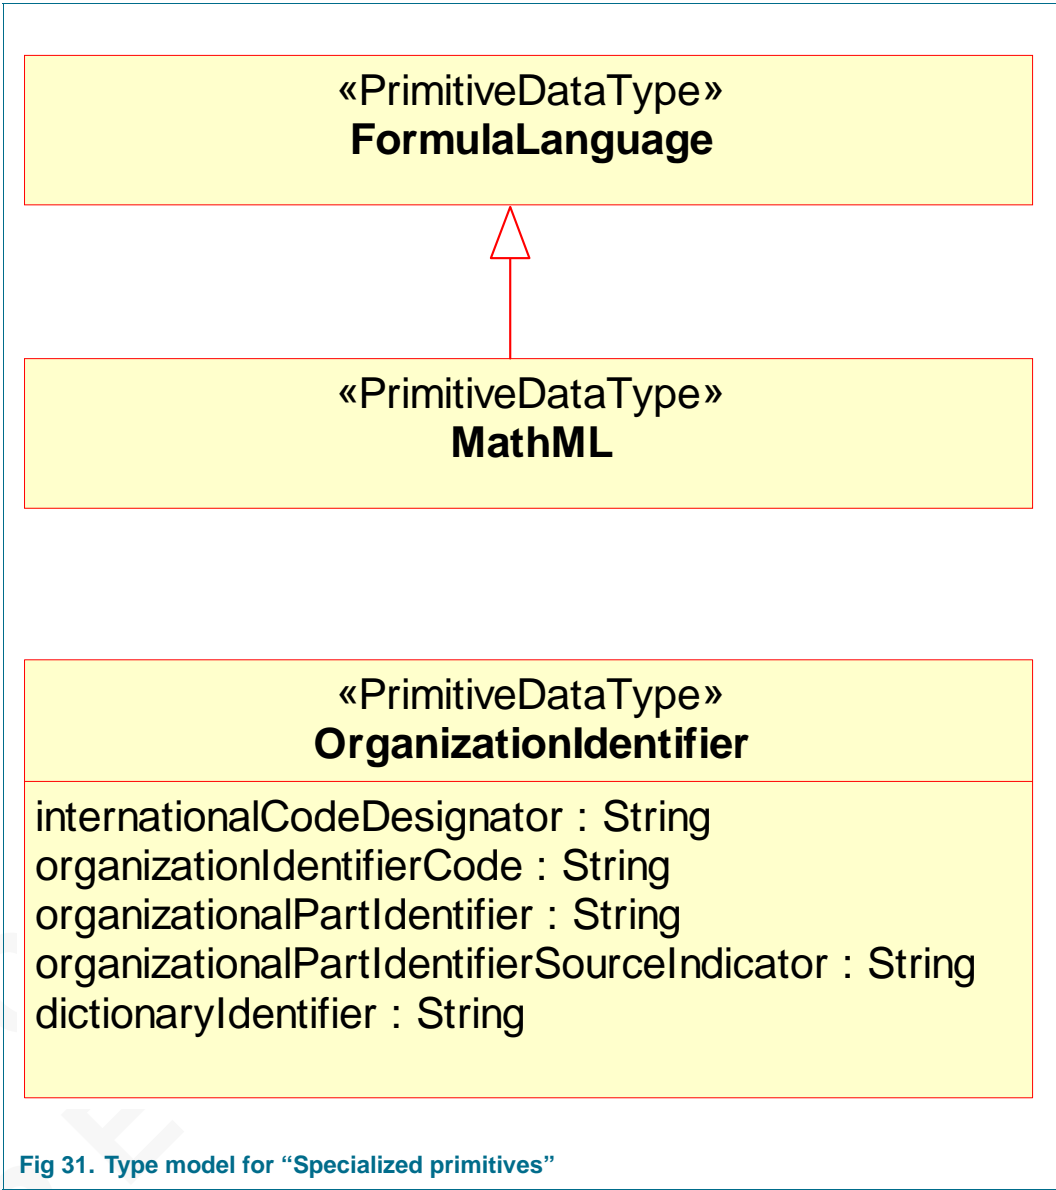 «PrimitiveDataType»
FormulaLanguage
«PrimitiveDataType»
MathML
«PrimitiveDataType»
OrganizationIdentifier
internationalCodeDesignator : String
organizationIdentifierCode : String
organizationalPartIdentifier : String
organizationalPartIdentifierSourceIndicator : String
dictionaryIdentifier : String
Fig 31. Type model for “Specialized primitives”